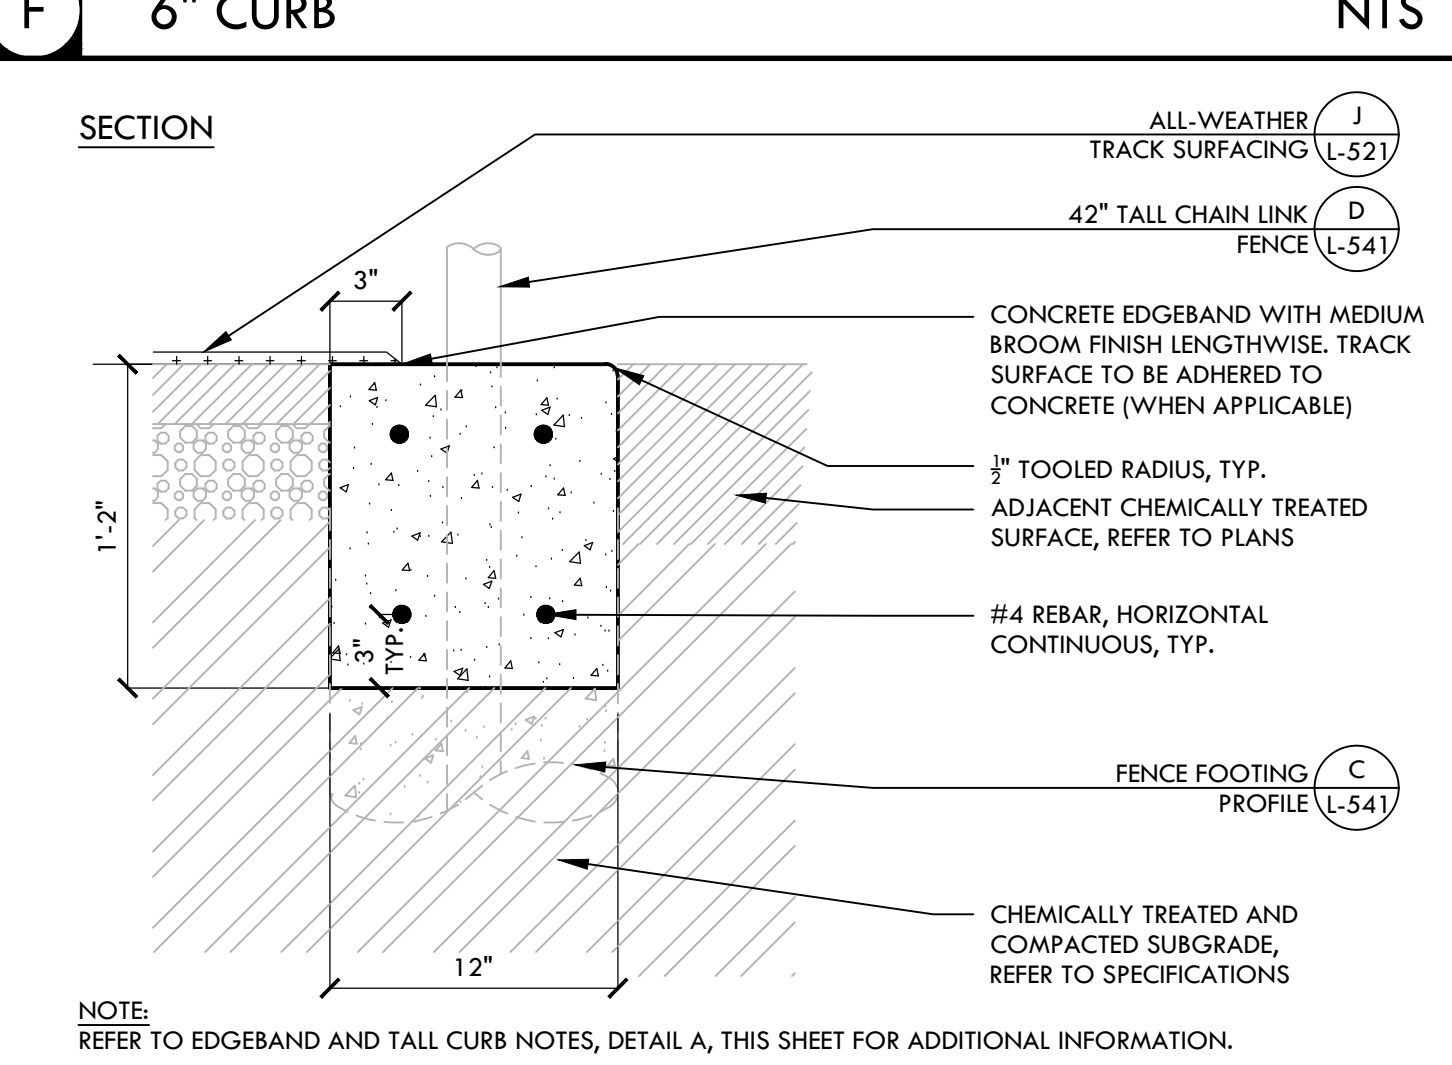 F
6" CURB
NTS
SECTION
ALL-WEATHER
TRACK SURFACING
J
L-521
42" TALL CHAIN LINK
FENCE
D
L-541
3"
CONCRETE EDGEBAND WITH MEDIUM
BROOM FINISH LENGTHWISE. TRACK
SURFACE TO BE ADHERED TO
CONCRETE (WHEN APPLICABLE)
½" TOOLED RADIUS, TYP.
ADJACENT CHEMICALLY TREATED
SURFACE, REFER TO PLANS
1'-2"
#4 REBAR, HORIZONTAL
CONTINUOUS, TYP.
3"
TYP.
FENCE FOOTING
PROFILE
C
L-541
CHEMICALLY TREATED AND
COMPACTED SUBGRADE,
REFER TO SPECIFICATIONS
12"
NOTE:
REFER TO EDGEBAND AND TALL CURB NOTES, DETAIL A, THIS SHEET FOR ADDITIONAL INFORMATION.